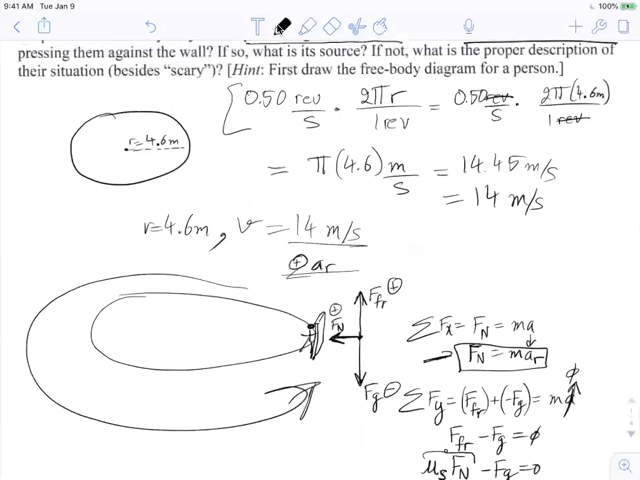 9:41 AM Tue Jan 9
100%
pressing them against the wall? If so, what is its source? If not, what is the proper description of
their situation (besides “scary”)? [Hint: First draw the free-body diagram for a person.]
0.50 rev/s · 2πr/1 rev = 0.50 rev/s · 2π(4.6m)/1 rev
r=4.6m
= π(4.6) m/s = 14.45 m/s
= 14 m/s
r=4.6m, v = 14 m/s
⊕ ar
Ffr ⊕
⊕
FN
ΣFx = FN = ma
FN = mar
Fg ⊖
ΣFy = (Ffr)+(-Fg) = ma
φ
Ffr - Fg = φ
μs FN - Fg = 0